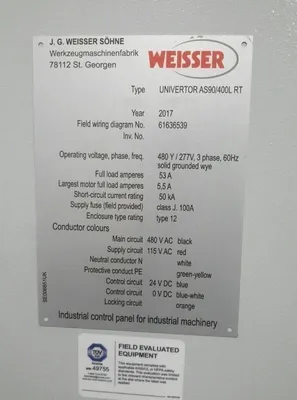 J. G. WEISSER SÖHNE
Werkzeugmaschinenfabrik
78112 St. Georgen
WEISSER
Type UNIVERTOR AS90/400L RT
Year 2017
Field wiring diagram No. 61636539
Inv. No.
Operating voltage, phase, freq. 480 Y / 277V, 3 phase, 60Hz
solid grounded wye
Full load amperes 53 A
Largest motor full load amperes 5,5 A
Short-circuit current rating 50 kA
Supply fuse (field provided) class J, 100A
Enclosure type rating type 12
Conductor colours
Main circuit 480 V AC black
Supply circuit 115 V AC red
Neutral conductor N white
Protective conduct PE green-yellow
Control circuit 24 V DC blue
Control circuit 0 V DC blue-white
Locking circuit orange
Industrial control panel for industrial machinery
FIELD EVALUATED
EQUIPMENT
49755